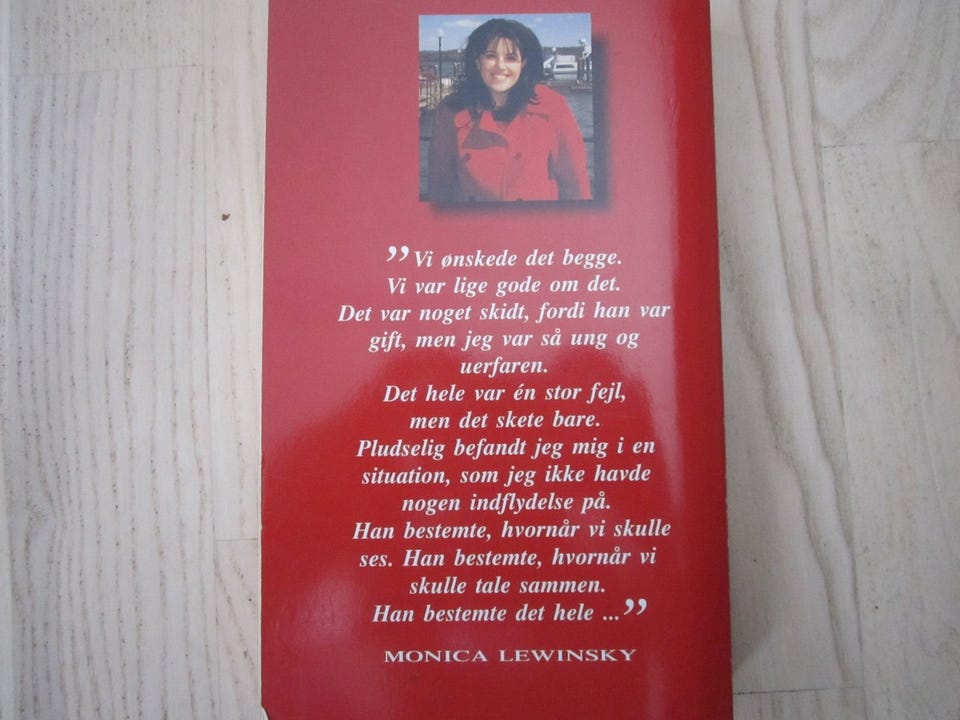 ”Vi ønskede det begge.
Vi var lige gode om det.
Det var noget skidt, fordi han var
gift, men jeg var så ung og
uerfaren.
Det hele var én stor fejl,
men det skete bare.
Pludselig befandt jeg mig i en
situation, som jeg ikke havde
nogen indflydelse på.
Han bestemte, hvornår vi skulle
ses. Han bestemte, hvornår vi
skulle tale sammen.
Han bestemte det hele ...”
MONICA LEWINSKY